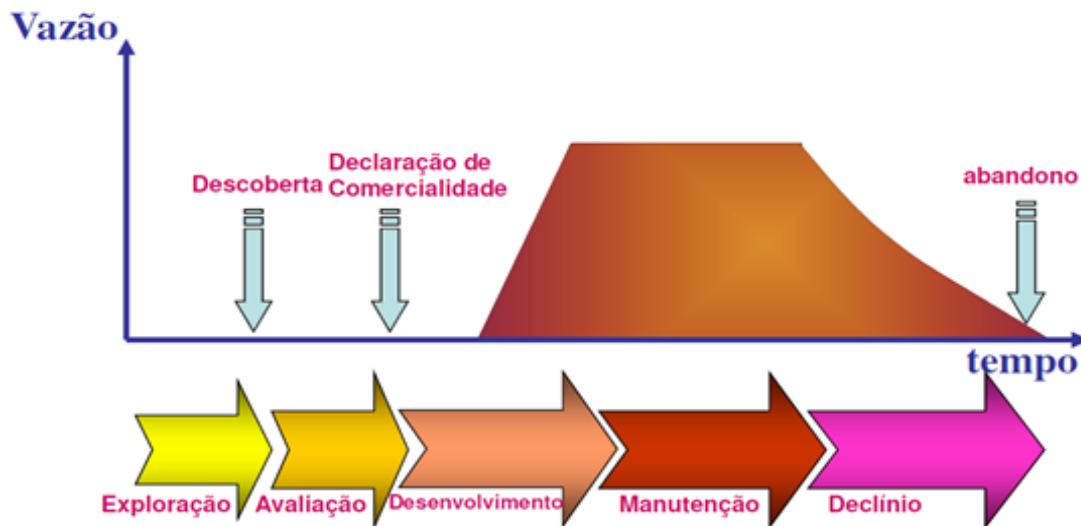 Vazão
Descoberta
Declaração de
Comercialidade
abandono
tempo
Exploração
Avaliação
Desenvolvimento
Manutenção
Declínio